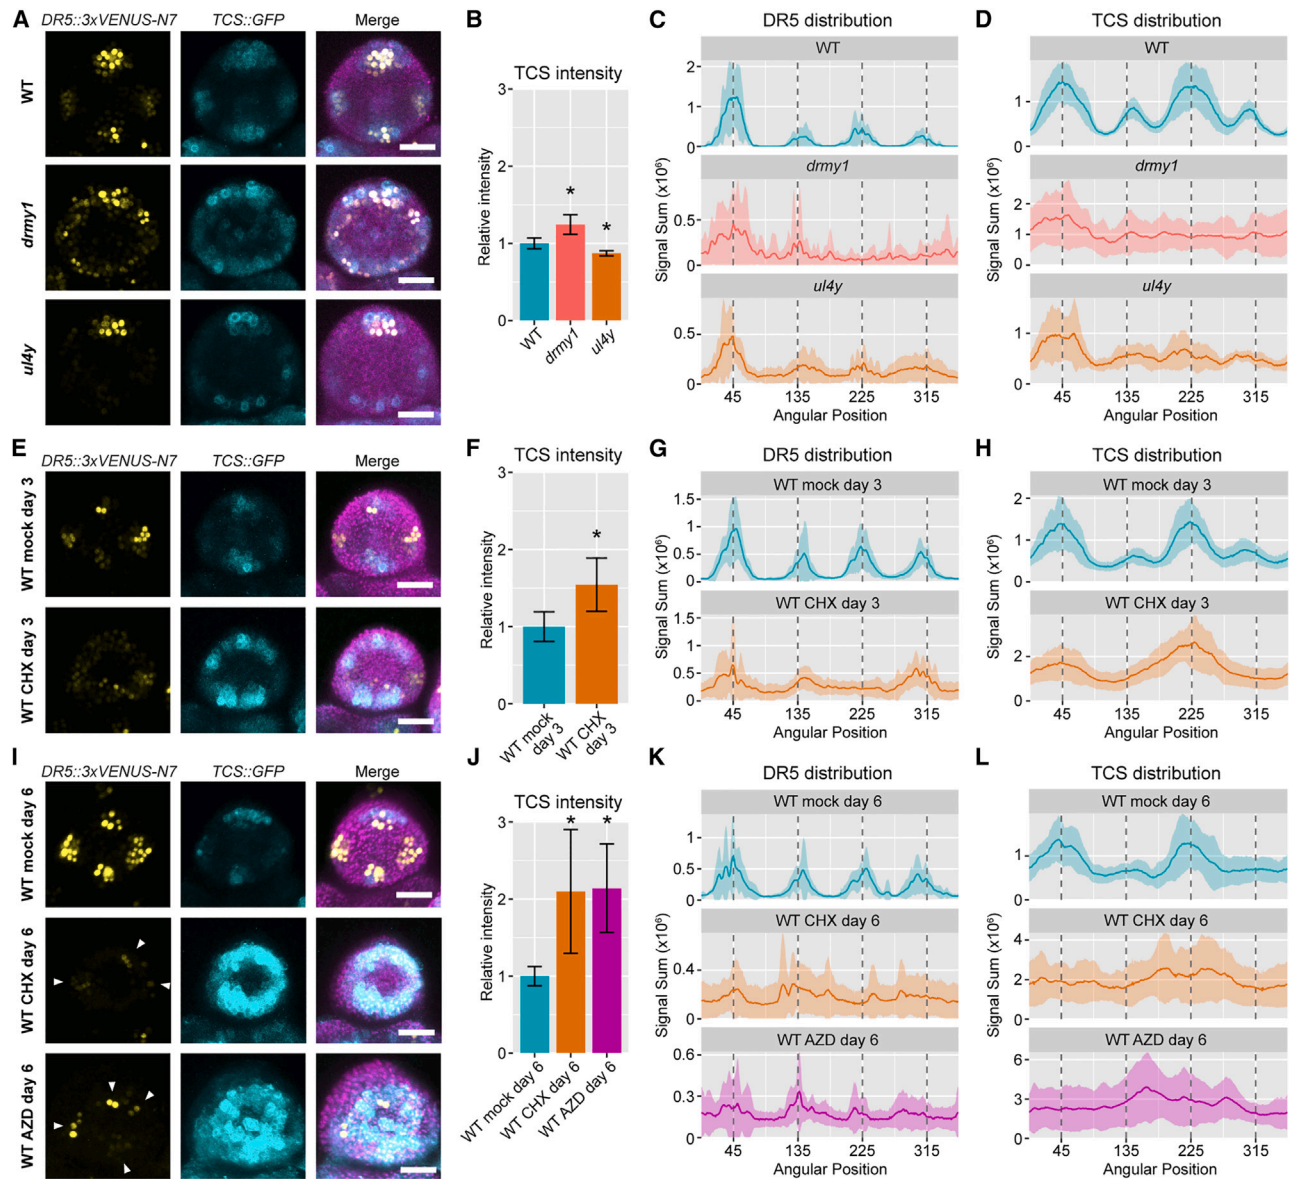 A
DR5::3xVENUS-N7
TCS::GFP
Merge
WT
drmy1
ul4y
B
TCS intensity
Relative intensity
3
2
1
0
WT
drmy1
ul4y
*
*
C
DR5 distribution
WT
2
1
0
drmy1
0.5
0
ul4y
0.5
0
Signal Sum (x10⁶)
45
135
225
315
Angular Position
D
TCS distribution
WT
1
0
drmy1
2
1
0
ul4y
1
0
Signal Sum (x10⁶)
45
135
225
315
Angular Position
E
DR5::3xVENUS-N7
TCS::GFP
Merge
WT mock day 3
WT CHX day 3
F
TCS intensity
Relative intensity
3
2
1
0
*
WT mock
day 3
WT CHX
day 3
G
DR5 distribution
WT mock day 3
1.5
1
0.5
0
WT CHX day 3
1.5
1
0.5
0
Signal Sum (x10⁶)
45
135
225
315
Angular Position
H
TCS distribution
WT mock day 3
2
1
0
WT CHX day 3
2
0
Signal Sum (x10⁶)
45
135
225
315
Angular Position
I
DR5::3xVENUS-N7
TCS::GFP
Merge
WT mock day 6
WT CHX day 6
WT AZD day 6
J
TCS intensity
Relative intensity
3
2
1
0
*
*
WT mock day 6
WT CHX day 6
WT AZD day 6
K
DR5 distribution
WT mock day 6
1
0.5
0
WT CHX day 6
0.4
0
WT AZD day 6
0.6
0.3
0
Signal Sum (x10⁶)
45
135
225
315
Angular Position
L
TCS distribution
WT mock day 6
1
0
WT CHX day 6
4
2
0
WT AZD day 6
6
3
0
Signal Sum (x10⁶)
45
135
225
315
Angular Position